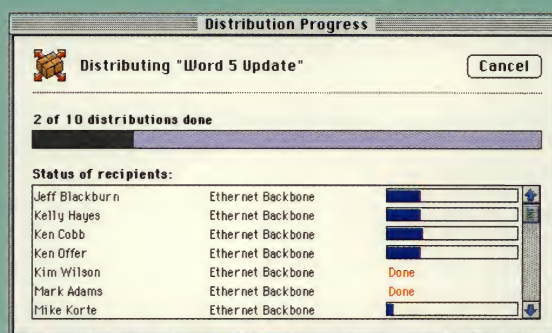 Distribution Progress
Distributing "Word 5 Update"
Cancel
2 of 10 distributions done
Status of recipients:
Jeff Blackburn Ethernet Backbone
Kelly Hayes Ethernet Backbone
Ken Cobb Ethernet Backbone
Ken Offer Ethernet Backbone
Kim Wilson Ethernet Backbone Done
Mark Adams Ethernet Backbone Done
Mike Korte Ethernet Backbone